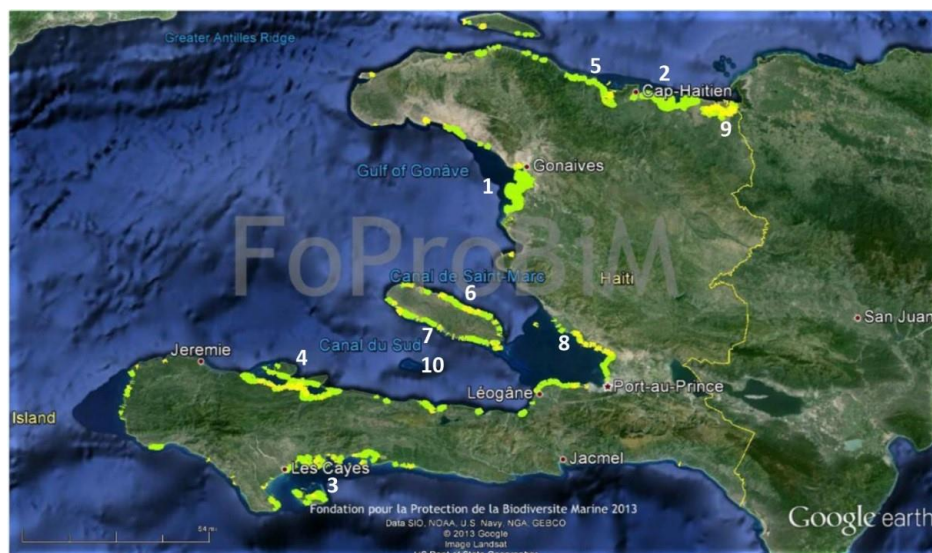 Greater Antilles Ridge
5
2
Cap-Haitien
9
Gonaives
Gulf of Gonâve
1
FoProBiM
Canal de Saint-Marc
Haiti
6
San Juan
7
Canal du Sud
8
Jeremie
4
10
Léogâne
Port-au-Prince
Island
Les Cayes
Jacmel
3
Fondation pour la Protection de la Biodiversite Marine 2013
Data SIO, NOAA, U.S. Navy, NGA, GEBCO
© 2013 Google
Image Landsat
Google earth